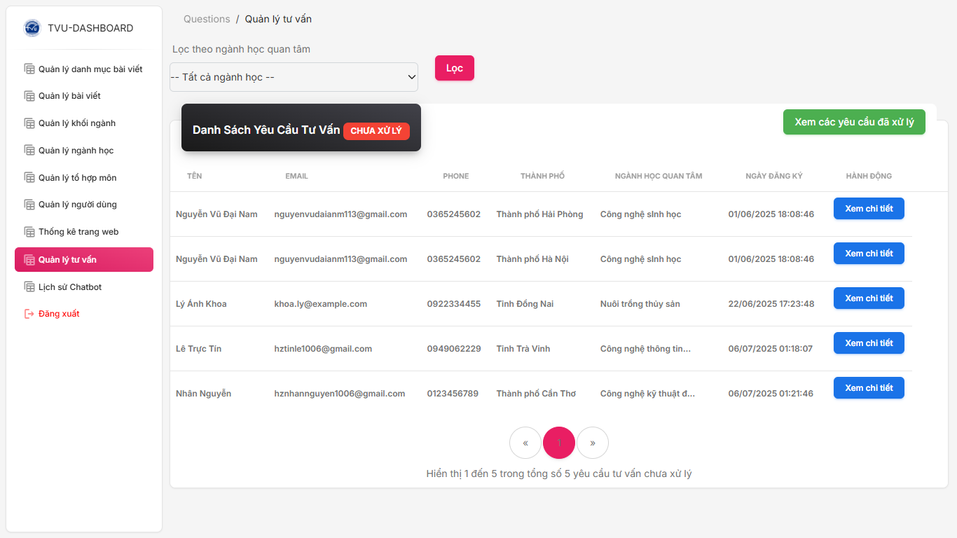 TVU-DASHBOARD
Quản lý danh mục bài viết
Quản lý bài viết
Quản lý khối ngành
Quản lý ngành học
Quản lý tổ hợp môn
Quản lý người dùng
Thống kê trang web
Quản lý tư vấn
Lịch sử Chatbot
Đăng xuất
Questions / Quản lý tư vấn
Lọc theo ngành học quan tâm
-- Tất cả ngành học --
Lọc
Danh Sách Yêu Cầu Tư Vấn CHƯA XỬ LÝ
Xem các yêu cầu đã xử lý
TÊN EMAIL PHONE THÀNH PHỐ NGÀNH HỌC QUAN TÂM NGÀY ĐĂNG KÝ HÀNH ĐỘNG
Nguyễn Vũ Đại Nam nguyenvudaianm113@gmail.com 0365245602 Thành phố Hải Phòng Công nghệ sInh học 01/06/2025 18:08:46 Xem chi tiết
Nguyễn Vũ Đại Nam nguyenvudaianm113@gmail.com 0365245602 Thành phố Hà Nội Công nghệ sInh học 01/06/2025 18:08:46 Xem chi tiết
Lý Ánh Khoa khoa.ly@example.com 0922334455 Tỉnh Đồng Nai Nuôi trồng thủy sản 22/06/2025 17:23:48 Xem chi tiết
Lê Trực Tín hztinle1006@gmail.com 0949062229 Tỉnh Trà Vinh Công nghệ thông tin... 06/07/2025 01:18:07 Xem chi tiết
Nhân Nguyễn hznhannguyen1006@gmail.com 0123456789 Thành phố Cần Thơ Công nghệ kỹ thuật đ... 06/07/2025 01:21:46 Xem chi tiết
« 1 »
Hiển thị 1 đến 5 trong tổng số 5 yêu cầu tư vấn chưa xử lý